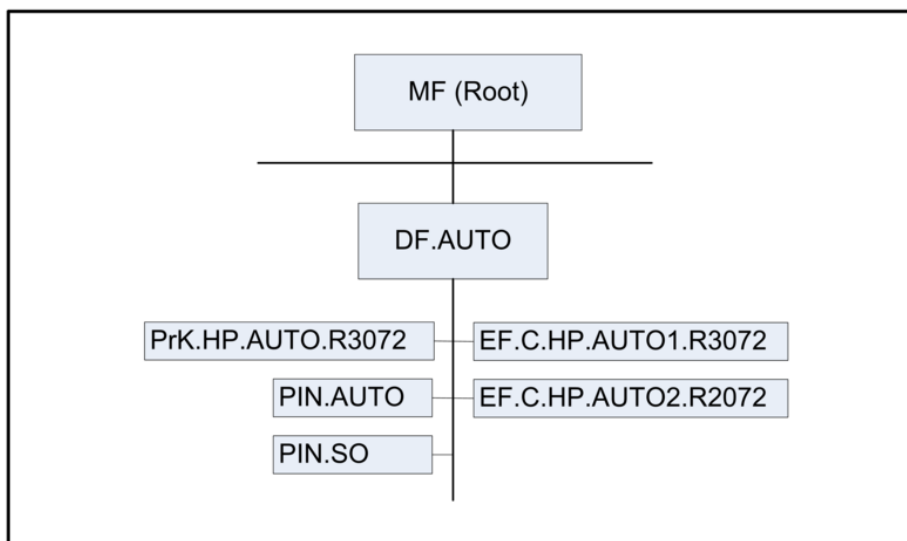 MF (Root)
DF.AUTO
PrK.HP.AUTO.R3072
EF.C.HP.AUTO1.R3072
PIN.AUTO
EF.C.HP.AUTO2.R2072
PIN.SO